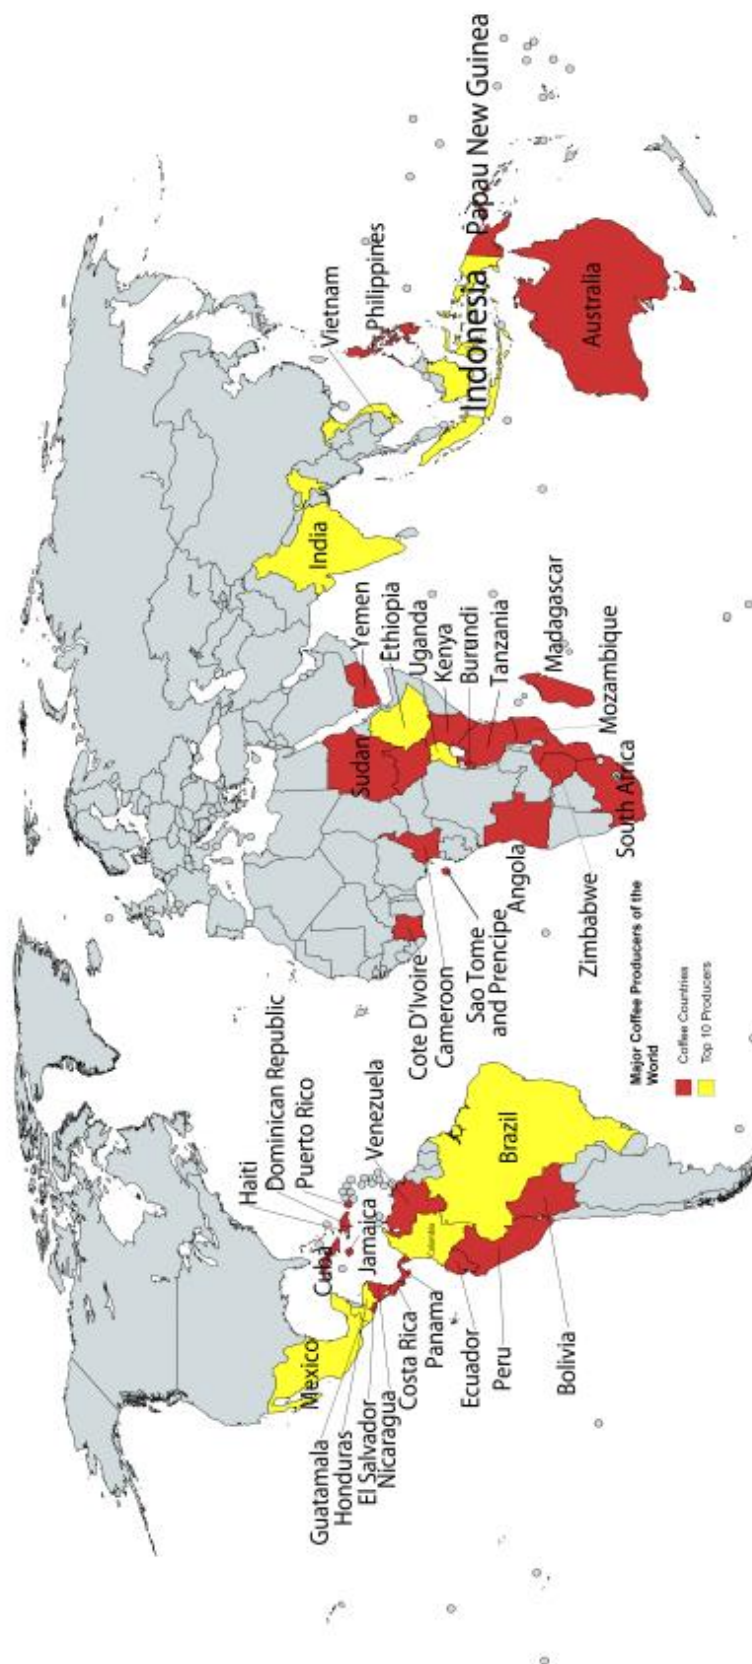 Mexico
Guatamala
Honduras
El Salvador
Nicaragua
Costa Rica
Panama
Cuba
Haiti
Dominican Republic
Puerto Rico
Jamaica
Venezuela
Colombia
Ecuador
Peru
Bolivia
Brazil
Cote D'Ivoire
Cameroon
Sao Tome
and Prencipe
Angola
Zimbabwe
South Africa
Mozambique
Madagascar
Sudan
Yemen
Ethiopia
Uganda
Kenya
Burundi
Tanzania
India
Vietnam
Philippines
Indonesia
Papau New Guinea
Australia
Major Coffee Producers of the
World
Coffee Countries
Top 10 Producers